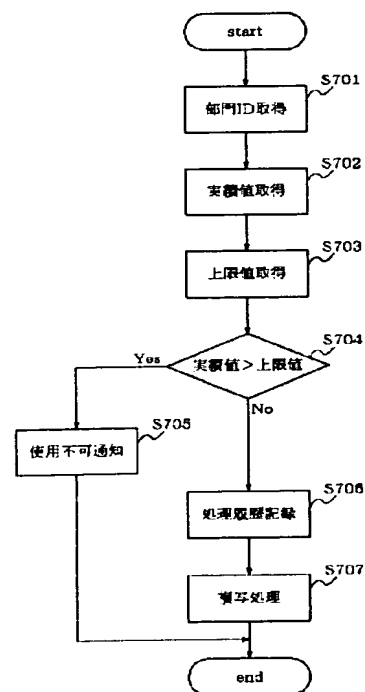 start
S701
部門ID取得
S702
実績値取得
S703
上限値取得
S704
実績値>上限値
Yes
No
S705
使用不可通知
S706
処理履歴記録
S707
複写処理
end